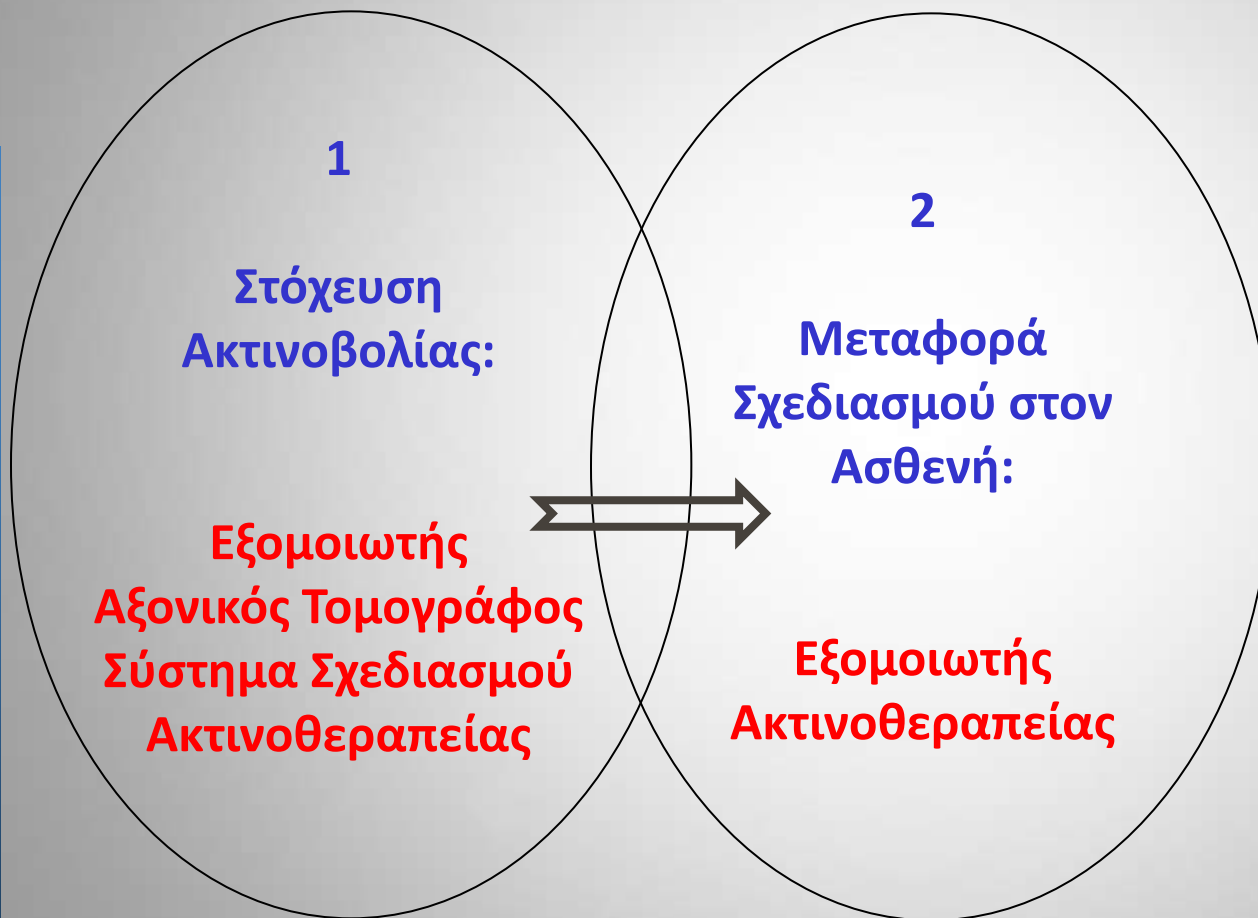 1
Στόχευση
Ακτινοβολίας:
Εξομοιωτής
Αξονικός Τομογράφος
Σύστημα Σχεδιασμού
Ακτινοθεραπείας
2
Μεταφορά
Σχεδιασμού στον
Ασθενή:
Εξομοιωτής
Ακτινοθεραπείας